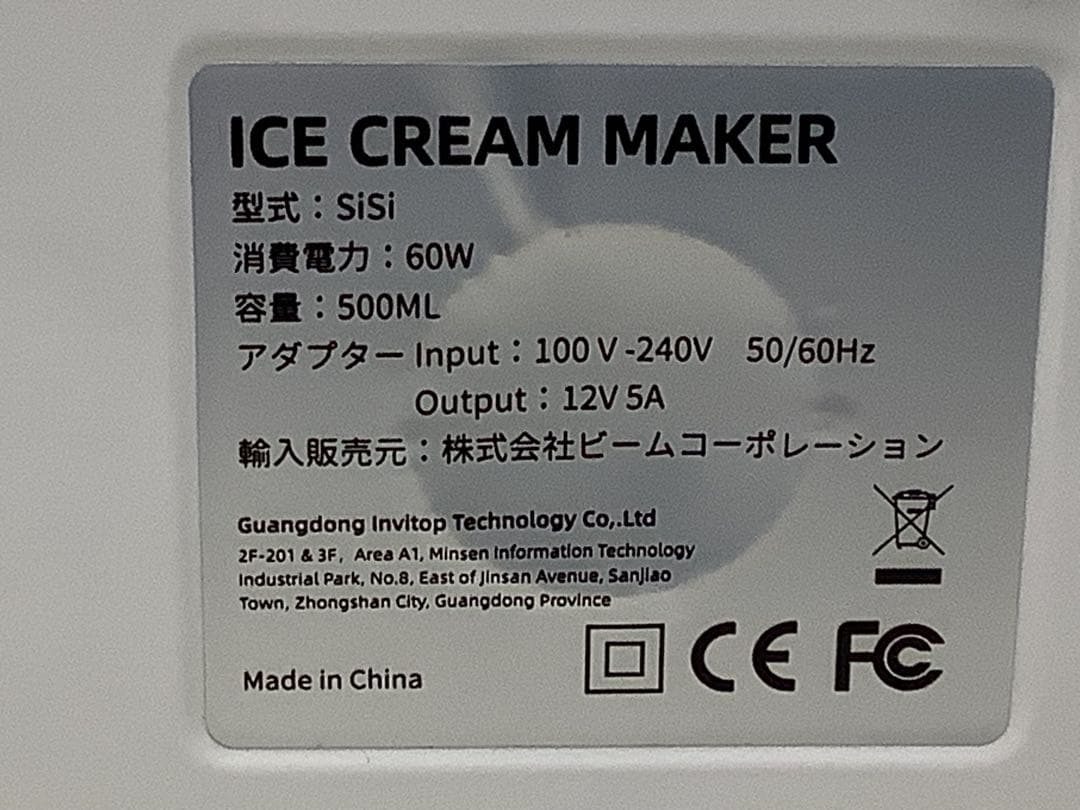 ICE CREAM MAKER
型式：SiSi
消費電力：60W
容量：500ML
アダプター Input：100 V -240V 50/60Hz
Output：12V 5A
輸入販売元：株式会社ビームコーポレーション
Guangdong Invitop Technology Co,.Ltd
2F-201 & 3F, Area A1, Minsen Information Technology
Industrial Park, No.8, East of Jinsan Avenue, SanJiao
Town, Zhongshan City, Guangdong Province
Made in China
CE FC